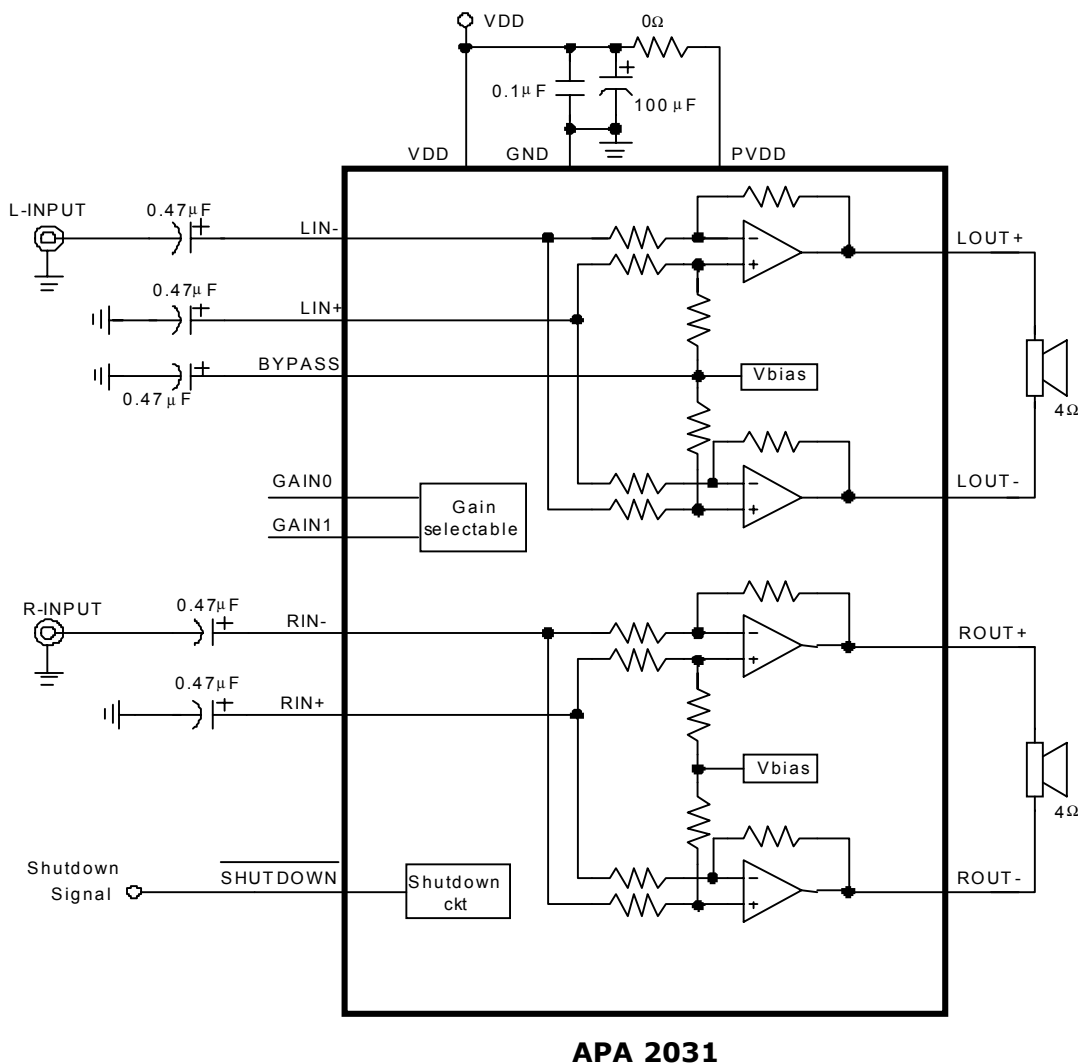 VDD
0Ω
0.1μF
100μF
VDD
GND
PVDD
L-INPUT
0.47μF
LIN-
LOUT+
0.47μF
LIN+
BYPASS
0.47μF
Vbias
4Ω
GAIN0
GAIN1
Gain
selectable
LOUT-
R-INPUT
0.47μF
RIN-
ROUT+
0.47μF
RIN+
Vbias
4Ω
Shutdown
Signal
SHUTDOWN
Shutdown
ckt
ROUT-
APA 2031